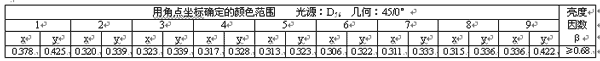 用角点坐标确定的颜色范围 光源：D₆₅ 几何：45/0° 亮度因数β
1 2 3 4 5 6 7 8 9
x y x y x y x y x y x y x y x y x y
0.378 0.425 0.320 0.339 0.323 0.339 0.317 0.328 0.313 0.323 0.306 0.322 0.311 0.333 0.315 0.336 0.336 0.422 ≥0.68